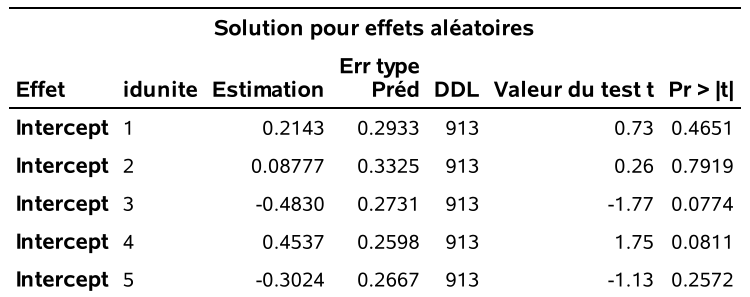 Solution pour effets aléatoires
Effet idunite Estimation Err type Préd DDL Valeur du test t Pr > |t|
Intercept 1 0.2143 0.2933 913 0.73 0.4651
Intercept 2 0.08777 0.3325 913 0.26 0.7919
Intercept 3 -0.4830 0.2731 913 -1.77 0.0774
Intercept 4 0.4537 0.2598 913 1.75 0.0811
Intercept 5 -0.3024 0.2667 913 -1.13 0.2572